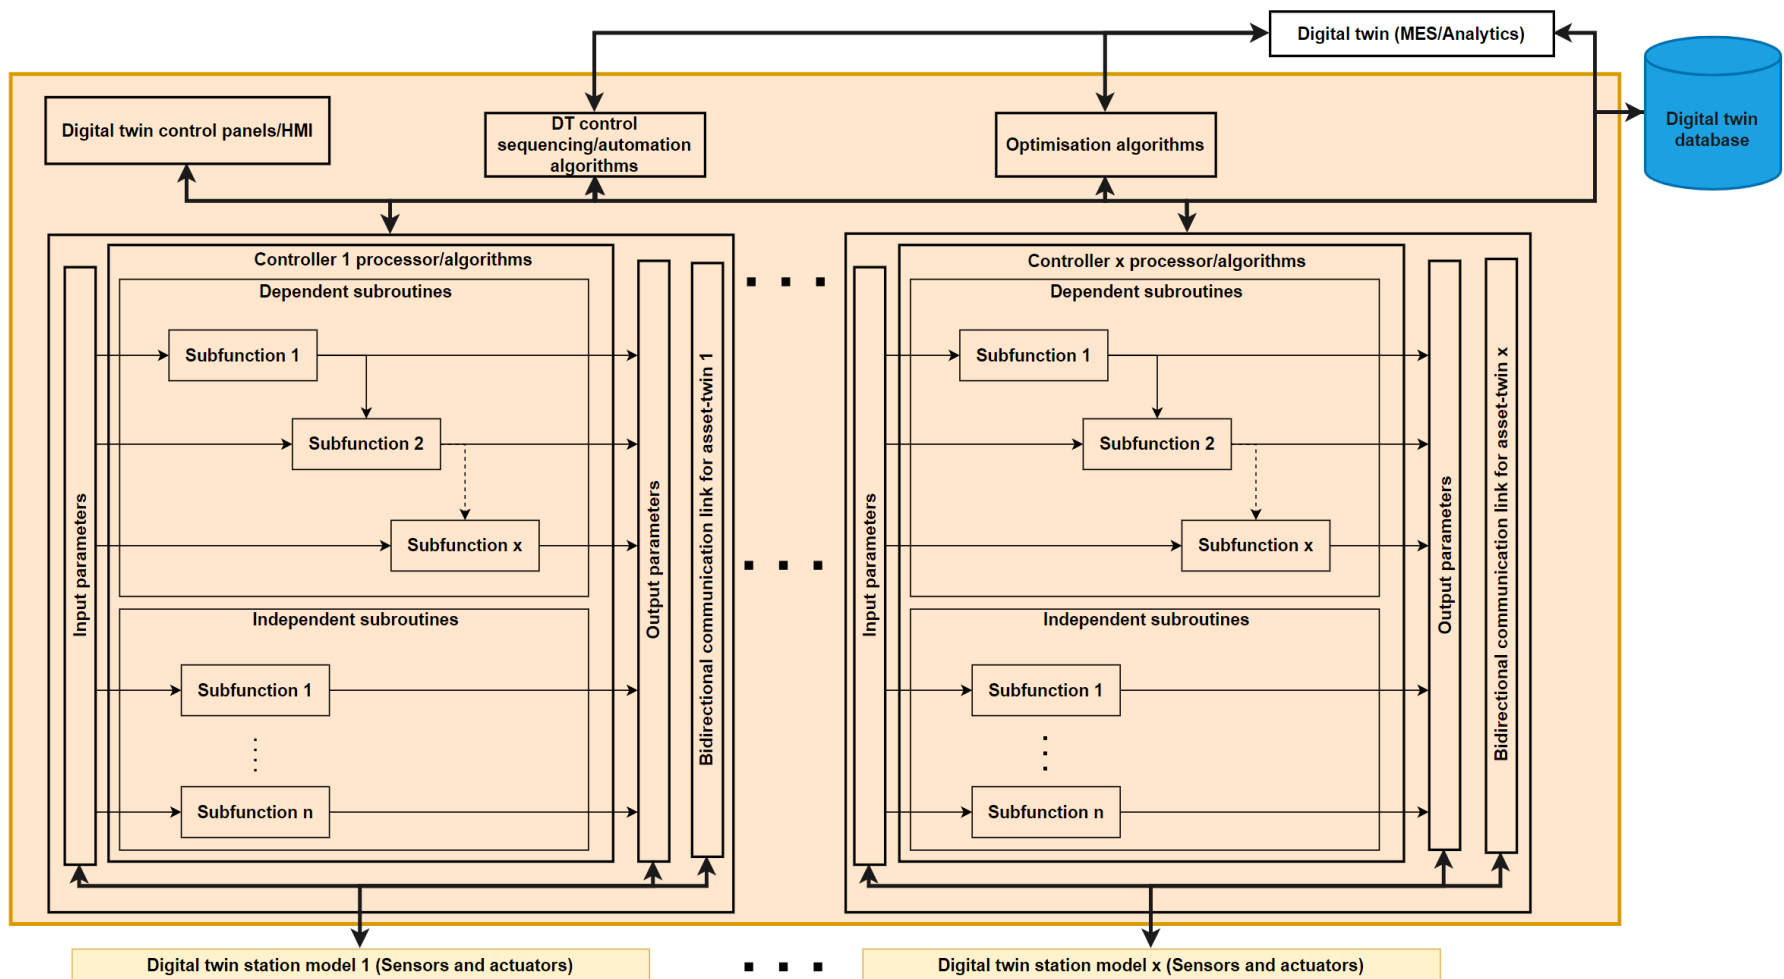 Digital twin (MES/Analytics)
Digital twin
database
Digital twin control panels/HMI
DT control
sequencing/automation
algorithms
Optimisation algorithms
Controller 1 processor/algorithms
Dependent subroutines
Subfunction 1
Subfunction 2
Subfunction x
Independent subroutines
Subfunction 1
Subfunction n
Input parameters
Output parameters
Bidirectional communication link for asset-twin 1
Controller x processor/algorithms
Dependent subroutines
Subfunction 1
Subfunction 2
Subfunction x
Independent subroutines
Subfunction 1
Subfunction n
Input parameters
Output parameters
Bidirectional communication link for asset-twin x
Digital twin station model 1 (Sensors and actuators)
Digital twin station model x (Sensors and actuators)